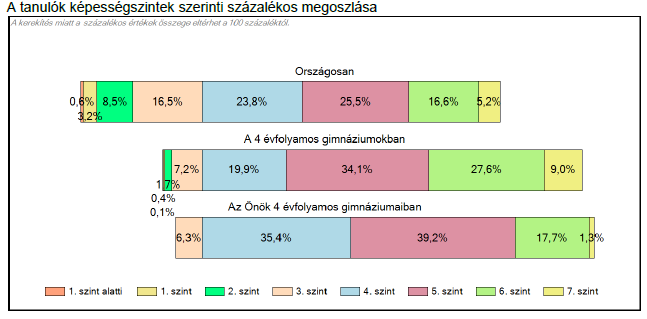 A tanulók képességszintek szerinti százalékos megoszlása
A kerekítés miatt a százalékos értékek összege eltérhet a 100 százaléktól.
Országosan
0,6% 8,5% 16,5% 23,8% 25,5% 16,6% 5,2%
3,2%
A 4 évfolyamos gimnáziumokban
1,7% 7,2% 19,9% 34,1% 27,6% 9,0%
0,4%
0,1%
Az Önök 4 évfolyamos gimnáziumaiban
6,3% 35,4% 39,2% 17,7% 1,3%
1. szint alatti 1. szint 2. szint 3. szint 4. szint 5. szint 6. szint 7. szint